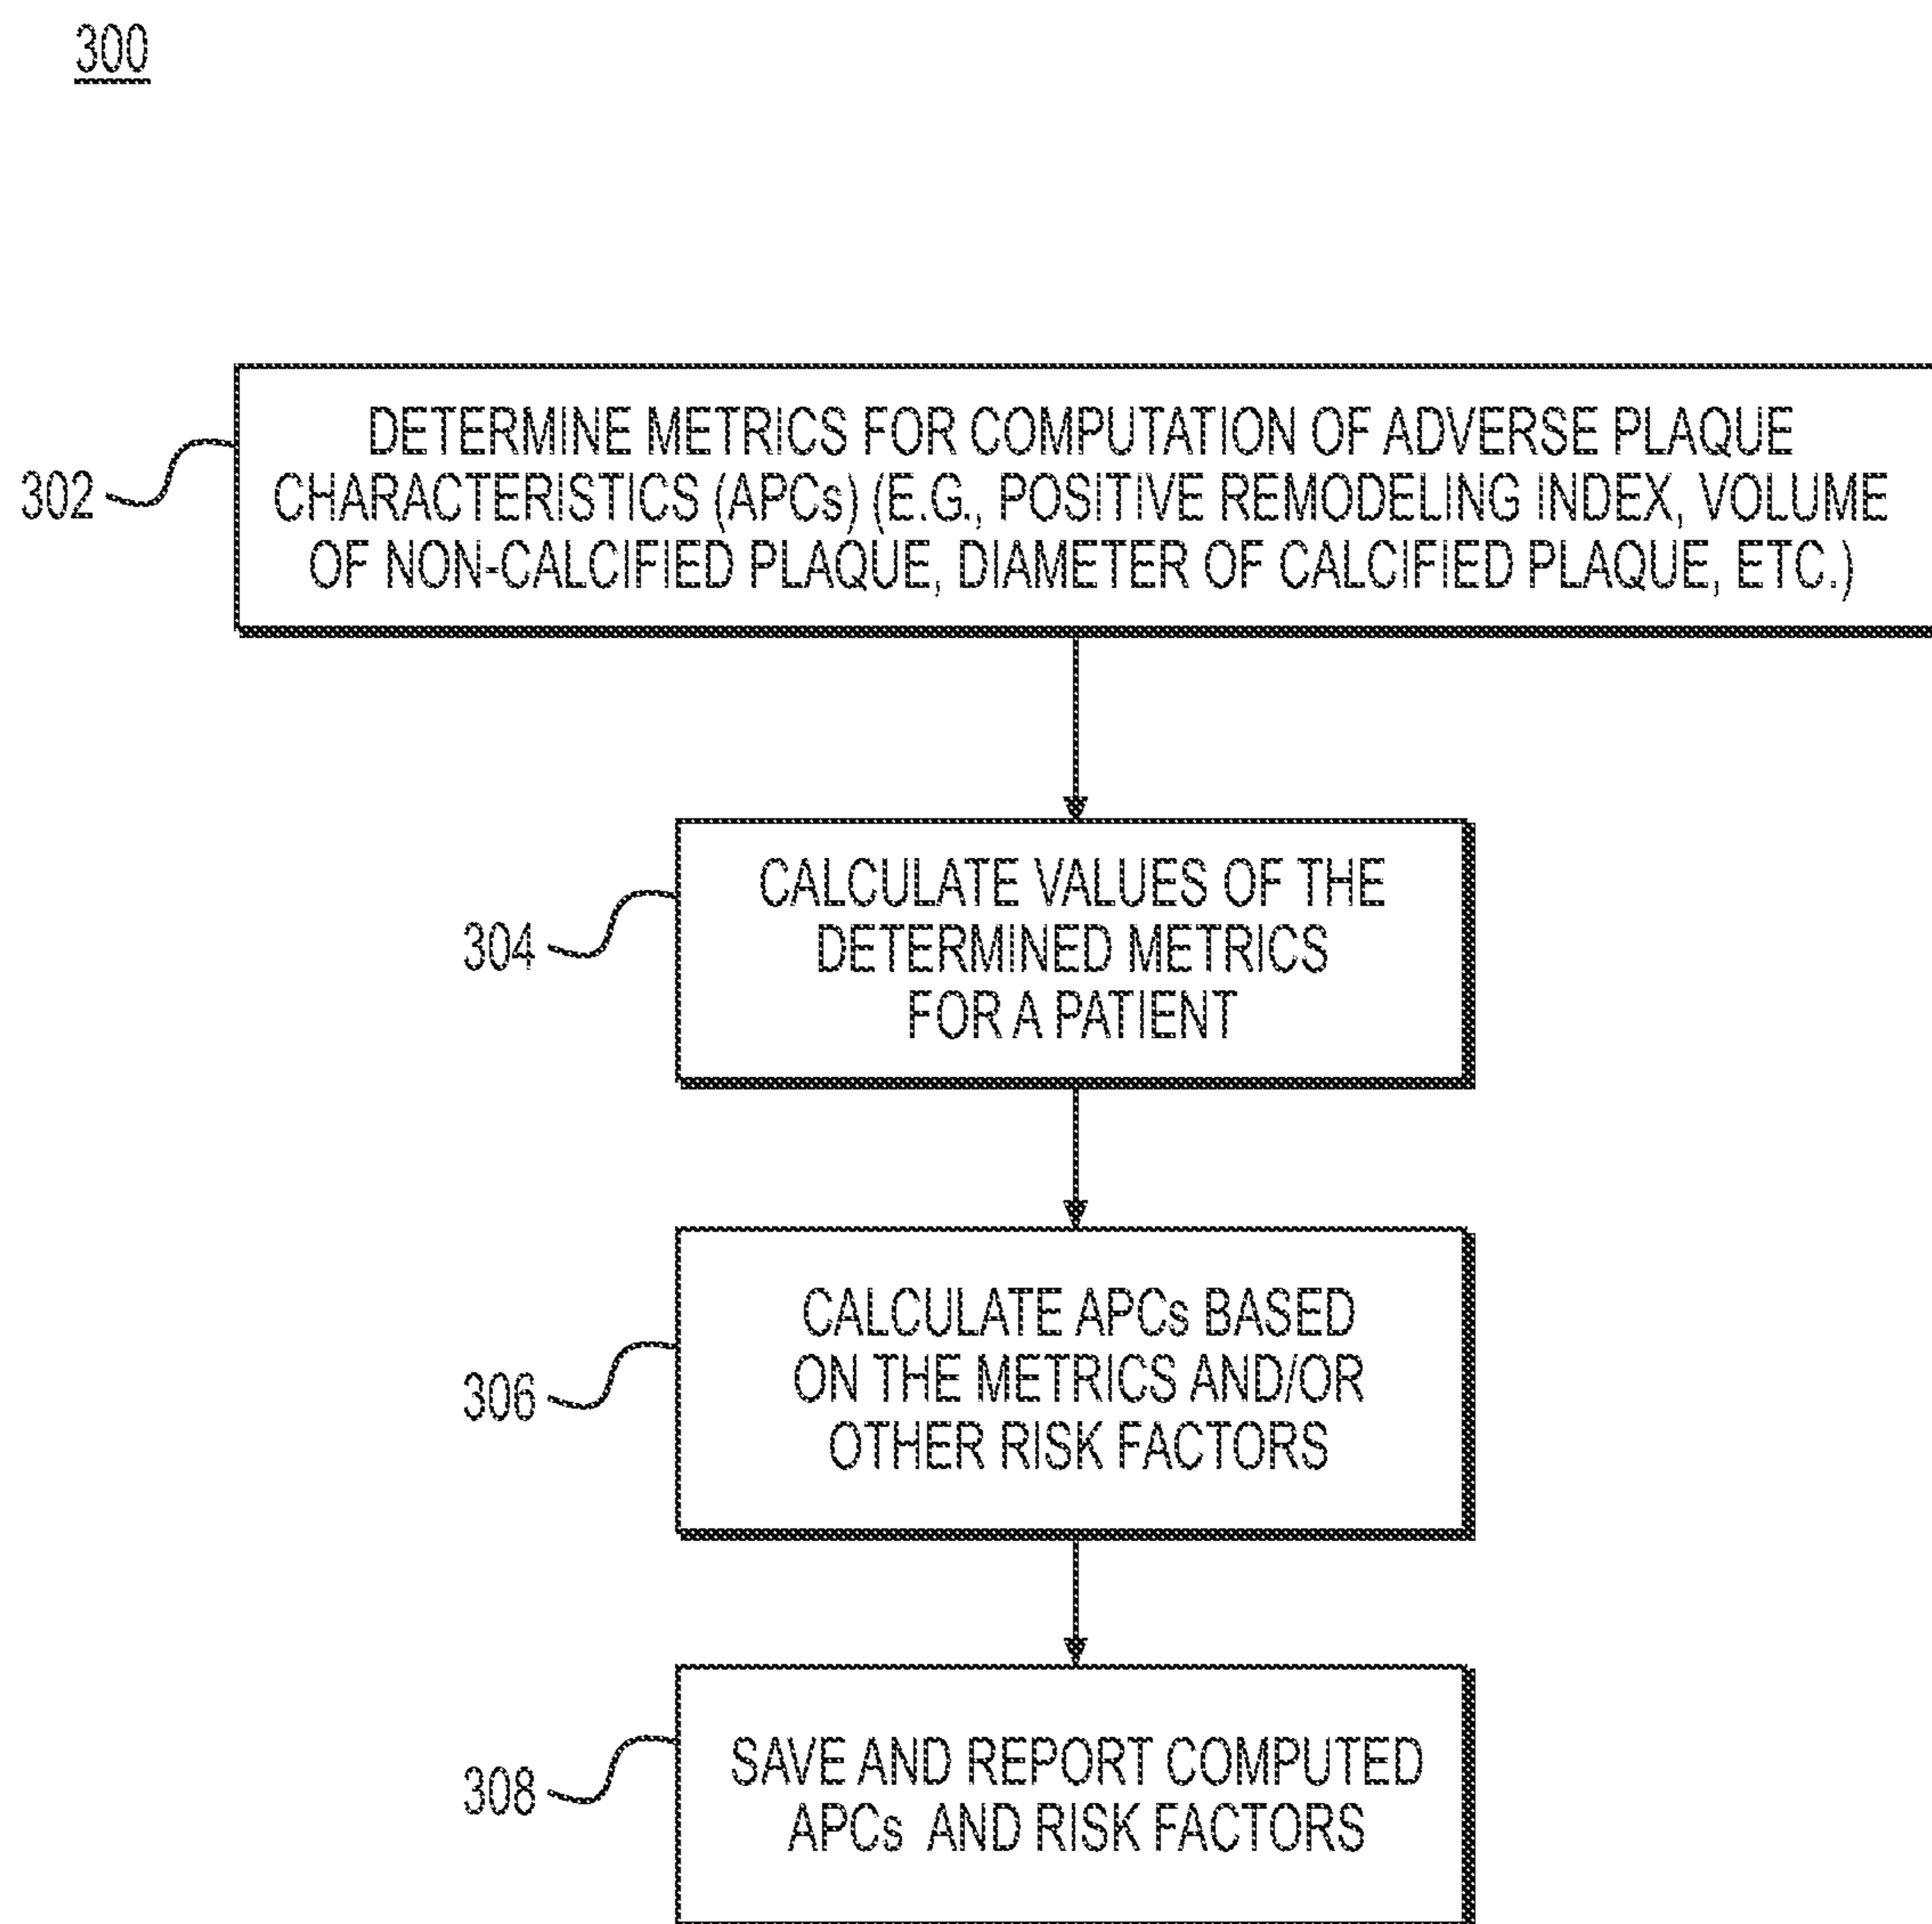 300
302
DETERMINE METRICS FOR COMPUTATION OF ADVERSE PLAQUE
CHARACTERISTICS (APCs) (E.G., POSITIVE REMODELING INDEX, VOLUME
OF NON-CALCIFIED PLAQUE, DIAMETER OF CALCIFIED PLAQUE, ETC.)
304
CALCULATE VALUES OF THE
DETERMINED METRICS
FOR A PATIENT
306
CALCULATE APCs BASED
ON THE METRICS AND/OR
OTHER RISK FACTORS
308
SAVE AND REPORT COMPUTED
APCs AND RISK FACTORS